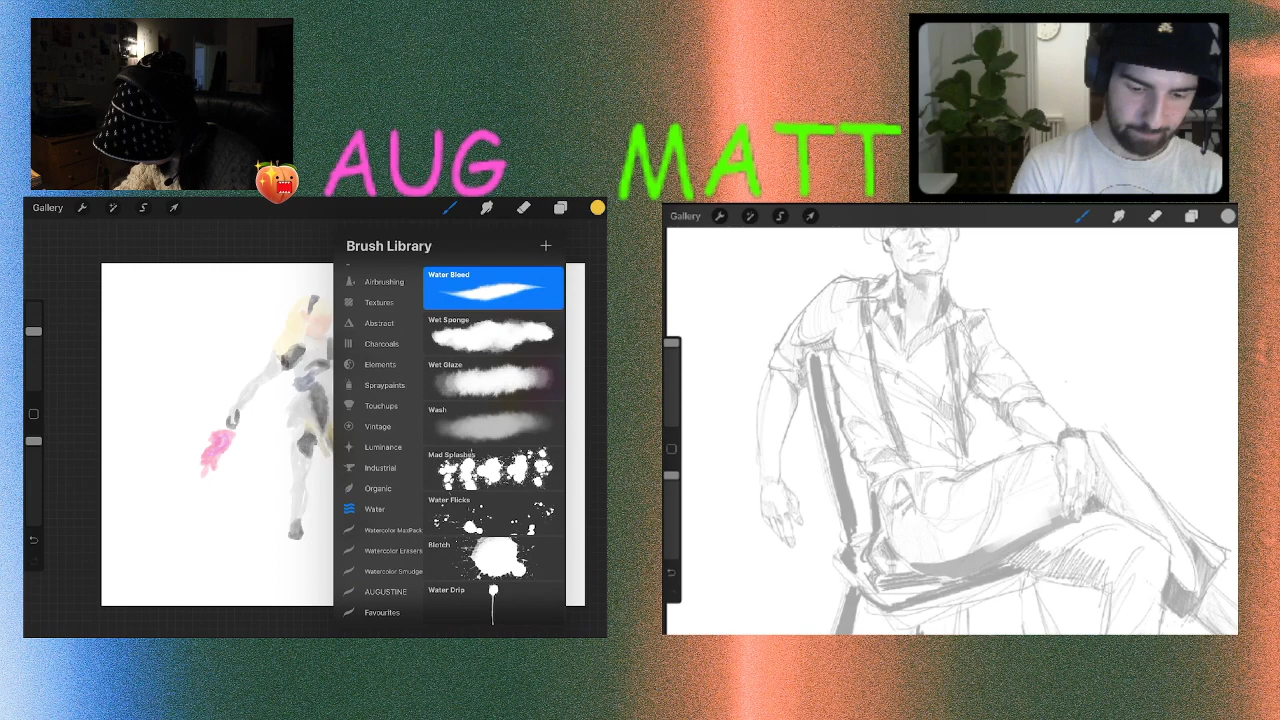 AUG
MATT
Gallery
Brush Library
Airbrushing
Textures
Abstract
Charcoals
Elements
Spraypaints
Touchups
Vintage
Luminance
Industrial
Organic
Water
Watercolor MaxPack
Watercolor Erasers
Watercolor Smudge
AUGUSTINE
Favourites
Water Bleed
Wet Sponge
Wet Glaze
Wash
Mad Splashes
Water Flicks
Blotch
Water Drip
Gallery